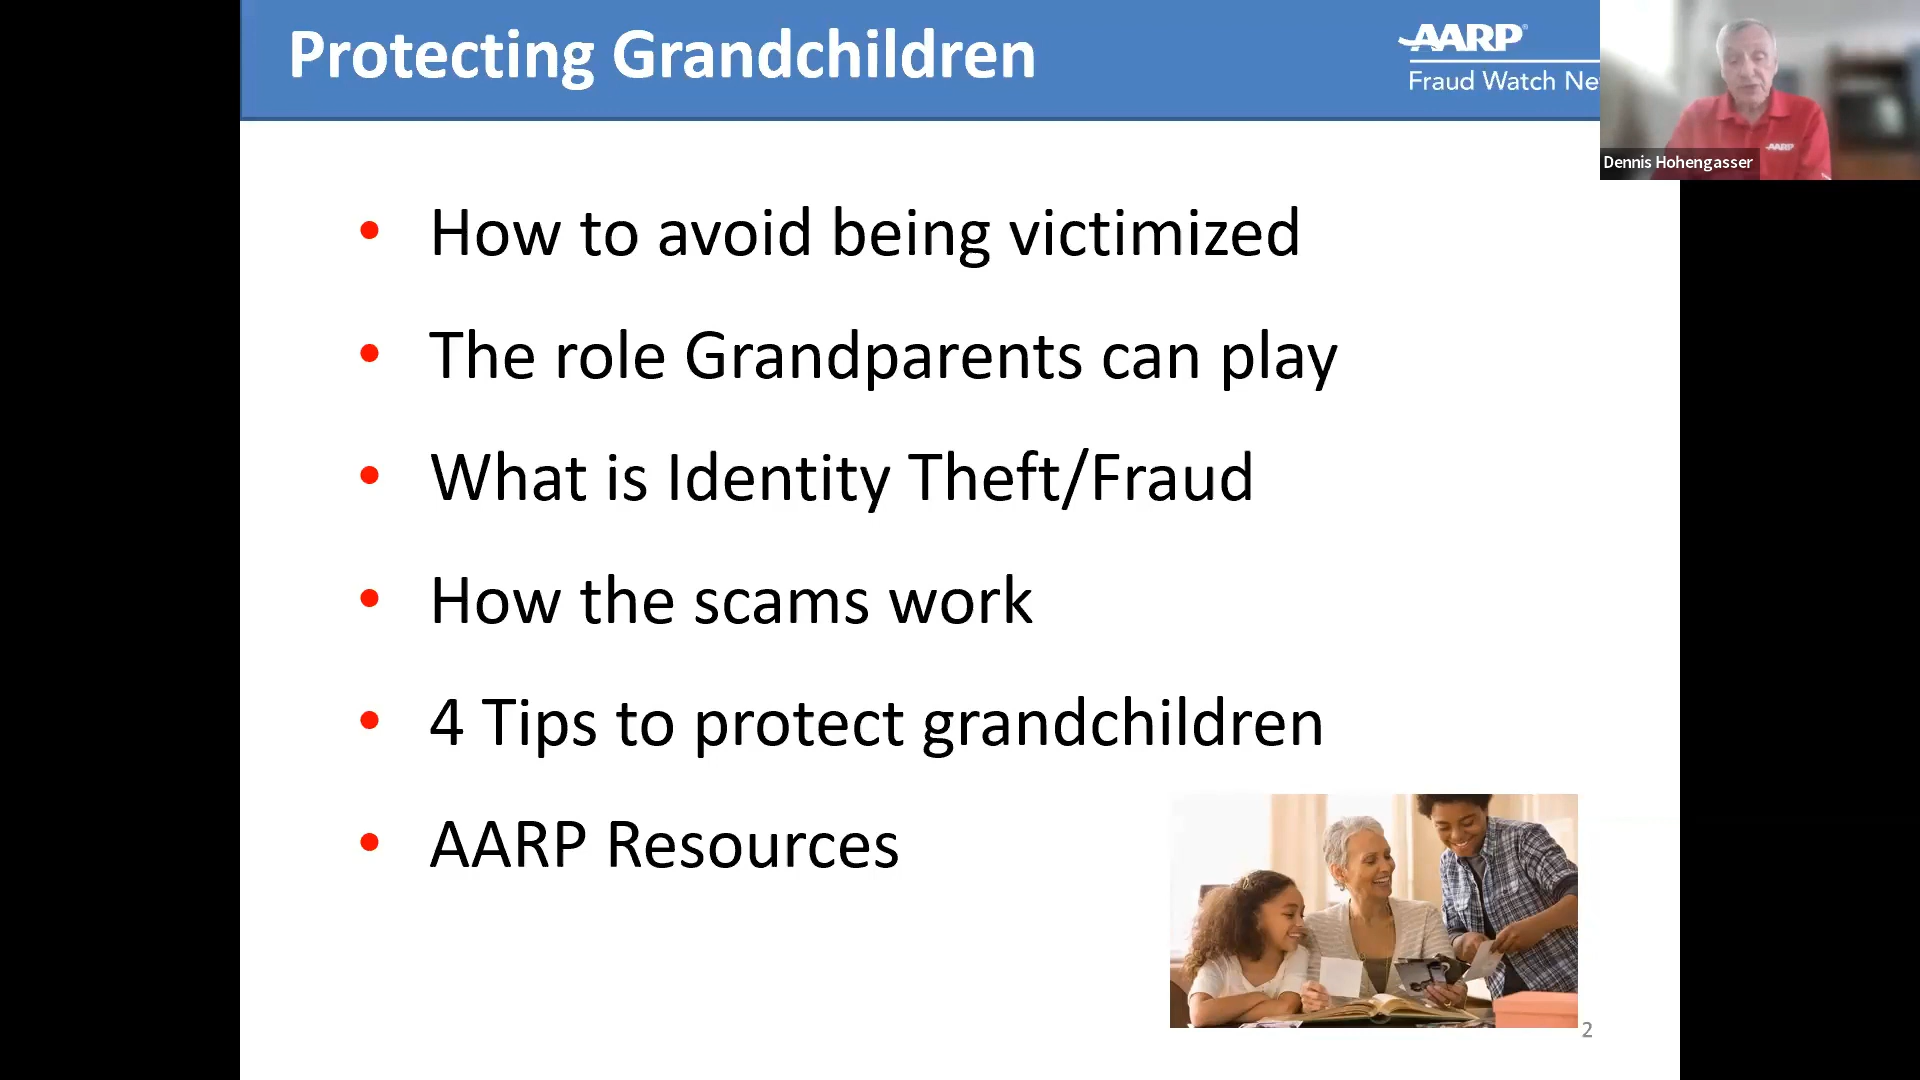 Protecting Grandchildren
AARP®
Fraud Watch Ne
AARP
Dennis Hohengasser
• How to avoid being victimized
• The role Grandparents can play
• What is Identity Theft/Fraud
• How the scams work
• 4 Tips to protect grandchildren
• AARP Resources
2